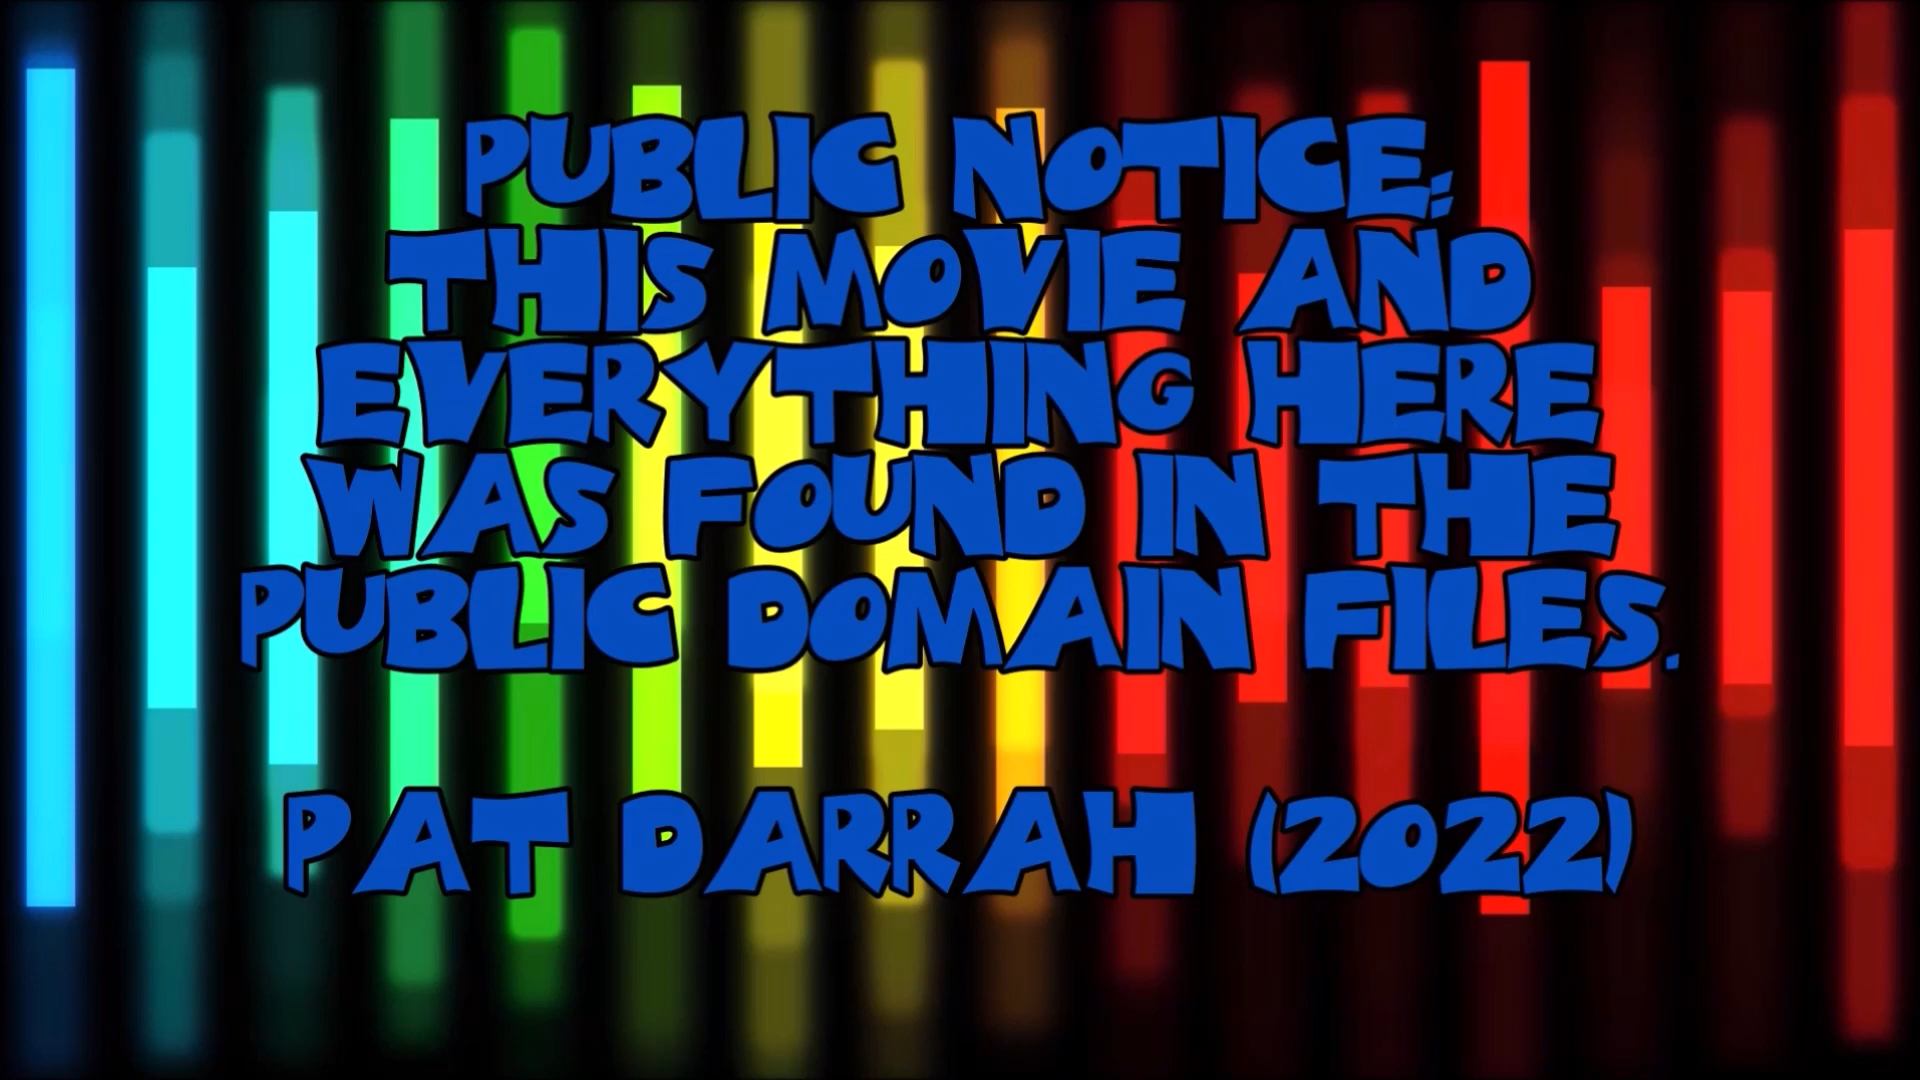 PUBLIC NOTICE:
THIS MOVIE AND
EVERYTHING HERE
WAS FOUND IN THE
PUBLIC DOMAIN FILES.
PAT DARRAH (2022)